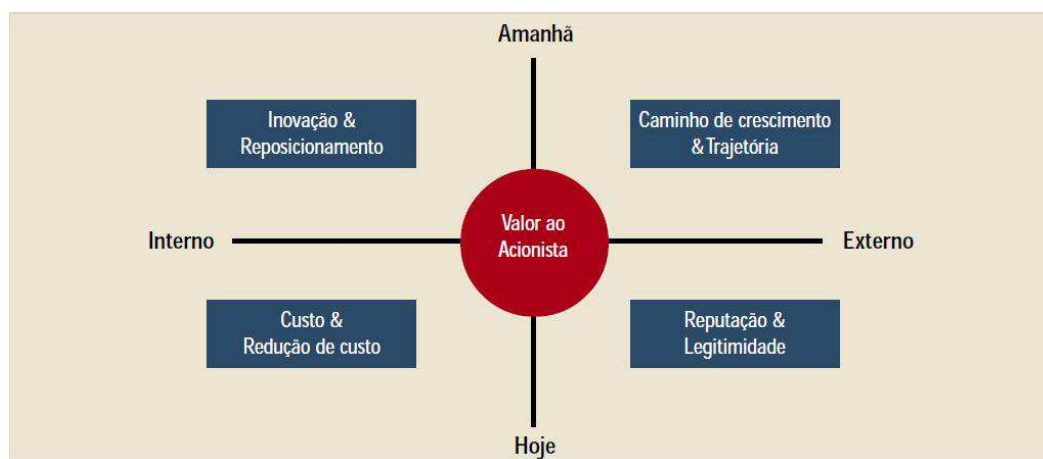 Amanhã
Inovação &
Reposicionamento
Caminho de crescimento
& Trajetória
Interno
Valor ao
Acionista
Externo
Custo &
Redução de custo
Reputação &
Legitimidade
Hoje